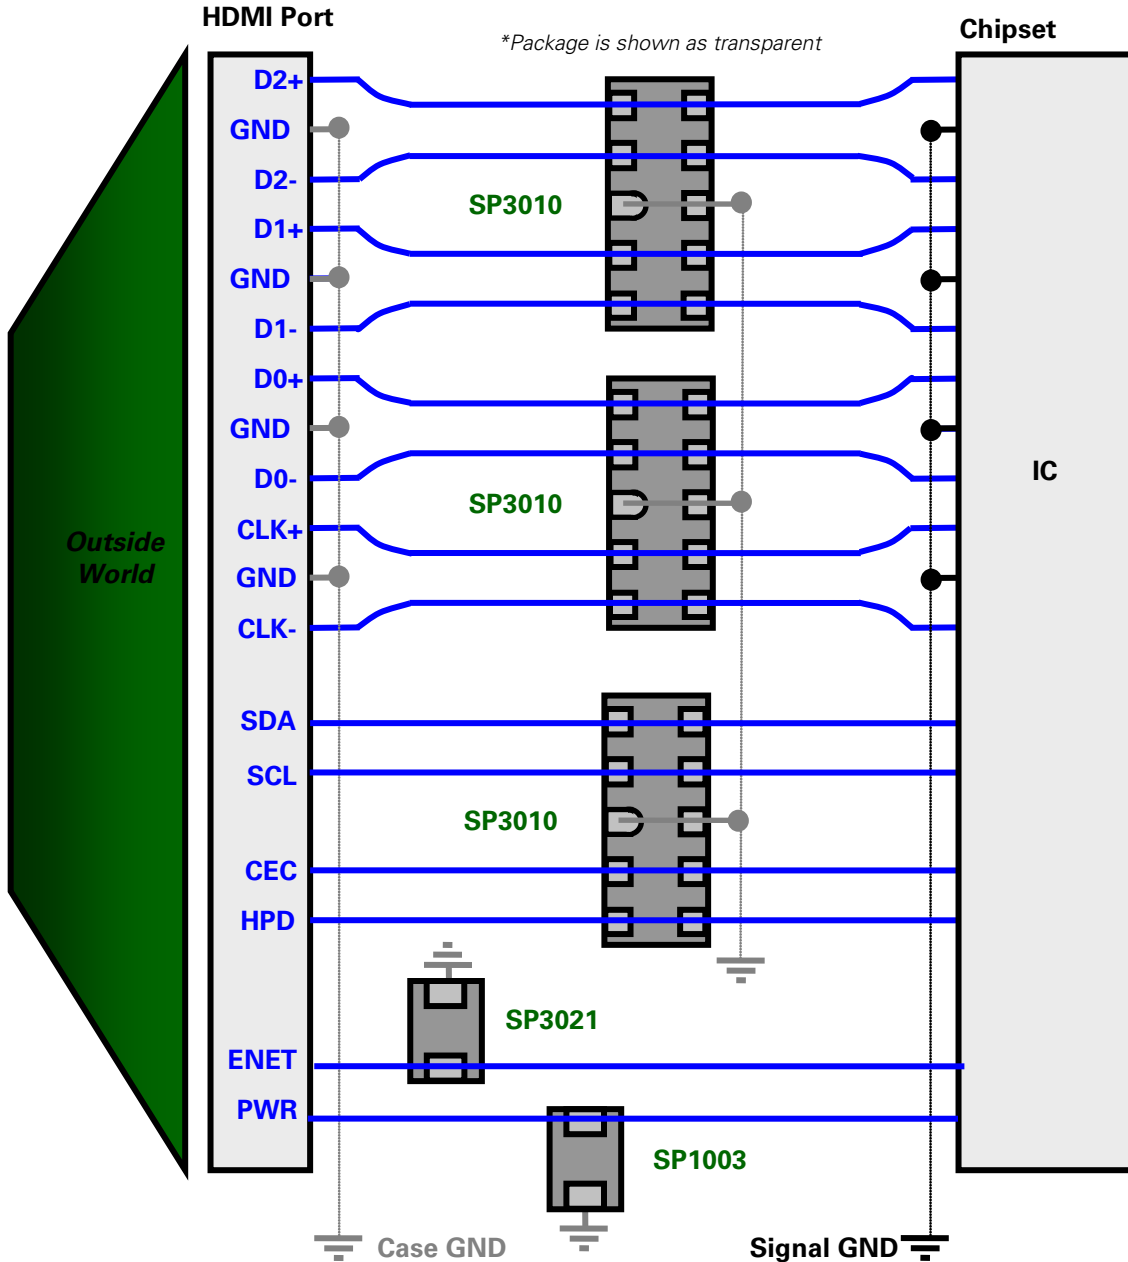 HDMI Port
*Package is shown as transparent
Chipset
D2+
GND
D2-
SP3010
D1+
GND
D1-
D0+
GND
D0-
SP3010
IC
CLK+
Outside
World
GND
CLK-
SDA
SCL
SP3010
CEC
HPD
SP3021
ENET
PWR
SP1003
Case GND
Signal GND